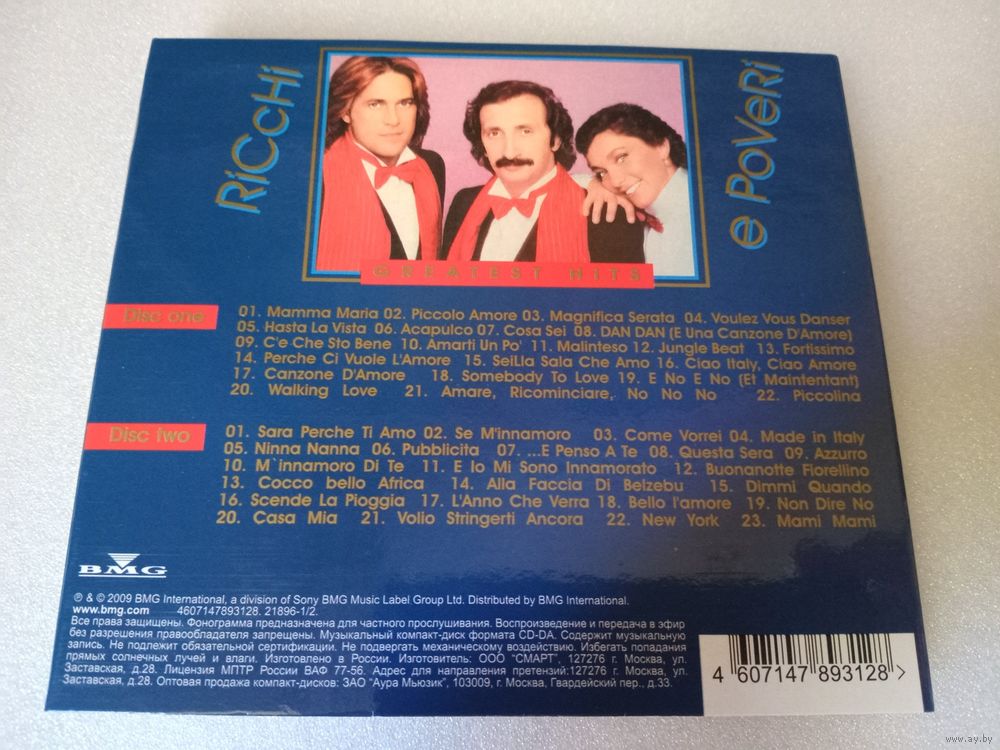 RiCcHi
e PoVeRi
GREATEST HITS
Disc one
01. Mamma Maria 02. Piccolo Amore 03. Magnifica Serata 04. Voulez Vous Danser
05. Hasta La Vista 06. Acapulco 07. Cosa Sei 08. DAN DAN (E Una Canzone D'Amore)
09. C'e Che Sto Bene 10. Amarti Un Po' 11. Malinteso 12. Jungle Beat 13. Fortissimo
14. Perche Ci Vuole L'Amore 15. SeiLla Sala Che Amo 16. Ciao Italy, Ciao Amore
17. Canzone D'Amore 18. Somebody To Love 19. E No E No (Et Maintentant)
20. Walking Love 21. Amare, Ricominciare, No No No 22. Piccolina
Disc two
01. Sara Perche Ti Amo 02. Se M'innamoro 03. Come Vorrei 04. Made in Italy
05. Ninna Nanna 06. Pubblicita 07. ...E Penso A Te 08. Questa Sera 09. Azzurro
10. M`innamoro Di Te 11. E Io Mi Sono Innamorato 12. Buonanotte Fiorellino
13. Cocco bello Africa 14. Alla Faccia Di Belzebu 15. Dimmi Quando
16. Scende La Pioggia 17. L'Anno Che Verra 18. Bello l'amore 19. Non Dire No
20. Casa Mia 21. Volio Stringerti Ancora 22. New York 23. Mami Mami
BMG
℗ & © 2009 BMG International, a division of Sony BMG Music Label Group Ltd. Distributed by BMG International.
www.bmg.com 4607147893128. 21896-1/2.
Все права защищены. Фонограмма предназначена для частного прослушивания. Воспроизведение и передача в эфир
без разрешения правообладателя запрещены. Музыкальный компакт-диск формата CD-DA. Содержит музыкальную
запись. Не подлежит обязательной сертификации. Не подвергать механическому воздействию. Избегать попадания
прямых солнечных лучей и влаги. Изготовлено в России. Изготовитель: ООО "СМАРТ", 127276 г. Москва, ул.
Заставская, д.28. Лицензия МПТР России ВАФ 77-56. Адрес для направления претензий:127276 г. Москва, ул.
Заставская, д.28. Оптовая продажа компакт-дисков: ЗАО "Аура Мьюзик", 103009, г. Москва, Гвардейский пер., д.33.
4 607147 893128 >
www.ay.by